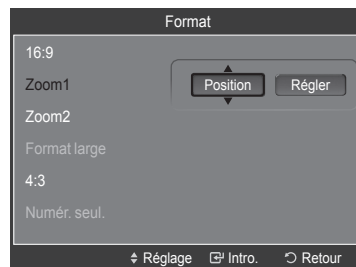 Format
16:9
Zoom1
Position Régler
Zoom2
Format large
4:3
Numér. seul.
Réglage Intro. Retour